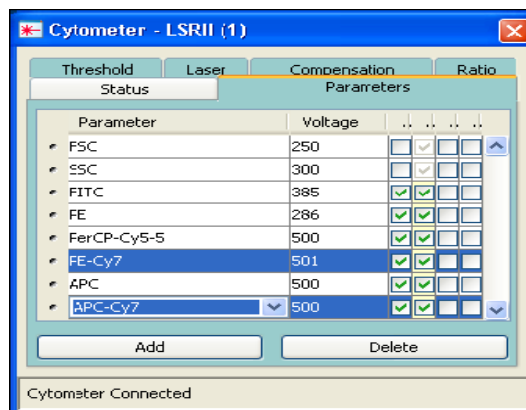 Cytometer - LSRII (1)
Threshold Laser Compensation Ratio
Status Parameters
Parameter Voltage .. .. .. ..
FSC 250
SSC 300
FITC 385
FE 286
FerCP-Cy5-5 500
FE-Cy7 501
APC 500
APC-Cy7 500
Add Delete
Cytometer Connected